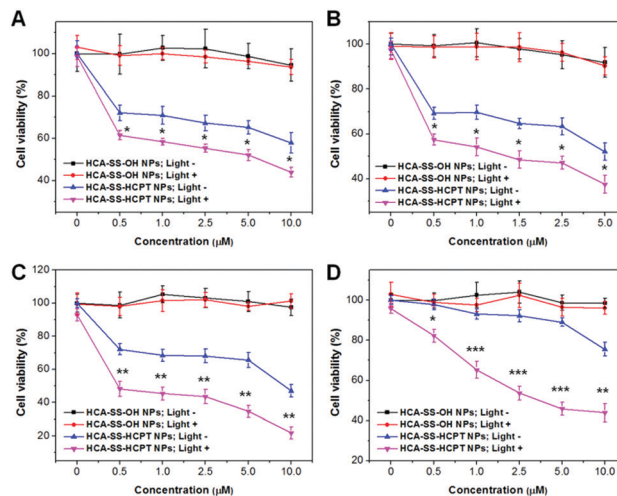 A
Cell viability (%)
100
80
60
40
* * * * *
HCA-SS-OH NPs; Light -
HCA-SS-OH NPs; Light +
HCA-SS-HCPT NPs; Light -
HCA-SS-HCPT NPs; Light +
0 0.5 1.0 2.5 5.0 10.0
Concentration (μM)
B
Cell viability (%)
100
80
60
40
* * * * *
HCA-SS-OH NPs; Light -
HCA-SS-OH NPs; Light +
HCA-SS-HCPT NPs; Light -
HCA-SS-HCPT NPs; Light +
0 0.5 1.0 1.5 2.5 5.0
Concentration (μM)
C
Cell viability (%)
120
100
80
60
40
20
** ** ** ** **
HCA-SS-OH NPs; Light -
HCA-SS-OH NPs; Light +
HCA-SS-HCPT NPs; Light -
HCA-SS-HCPT NPs; Light +
0 0.5 1.0 2.5 5.0 10.0
Concentration (μM)
D
Cell viability (%)
120
100
80
60
40
20
* *** *** *** **
HCA-SS-OH NPs; Light -
HCA-SS-OH NPs; Light +
HCA-SS-HCPT NPs; Light -
HCA-SS-HCPT NPs; Light +
0 0.5 1.0 2.5 5.0 10.0
Concentration (μM)